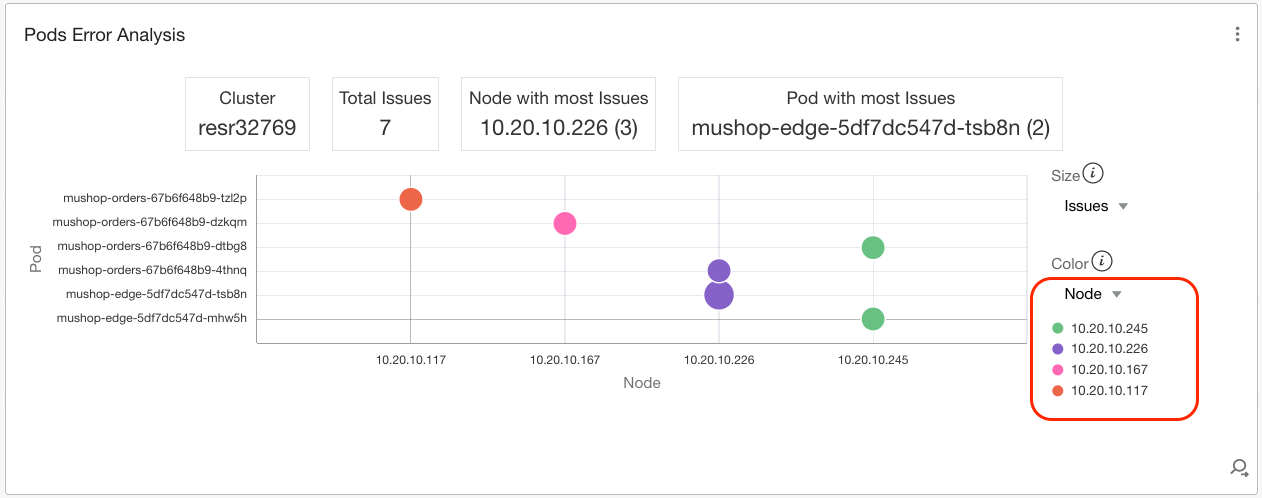 Pods Error Analysis
Cluster
resr32769
Total Issues
7
Node with most Issues
10.20.10.226 (3)
Pod with most Issues
mushop-edge-5df7dc547d-tsb8n (2)
Pod
mushop-orders-67b6f648b9-tzl2p
mushop-orders-67b6f648b9-dzkqm
mushop-orders-67b6f648b9-dtbg8
mushop-orders-67b6f648b9-4thnq
mushop-edge-5df7dc547d-tsb8n
mushop-edge-5df7dc547d-mhw5h
10.20.10.117
10.20.10.167
10.20.10.226
10.20.10.245
Node
Size i
Issues
Color i
Node
10.20.10.245
10.20.10.226
10.20.10.167
10.20.10.117